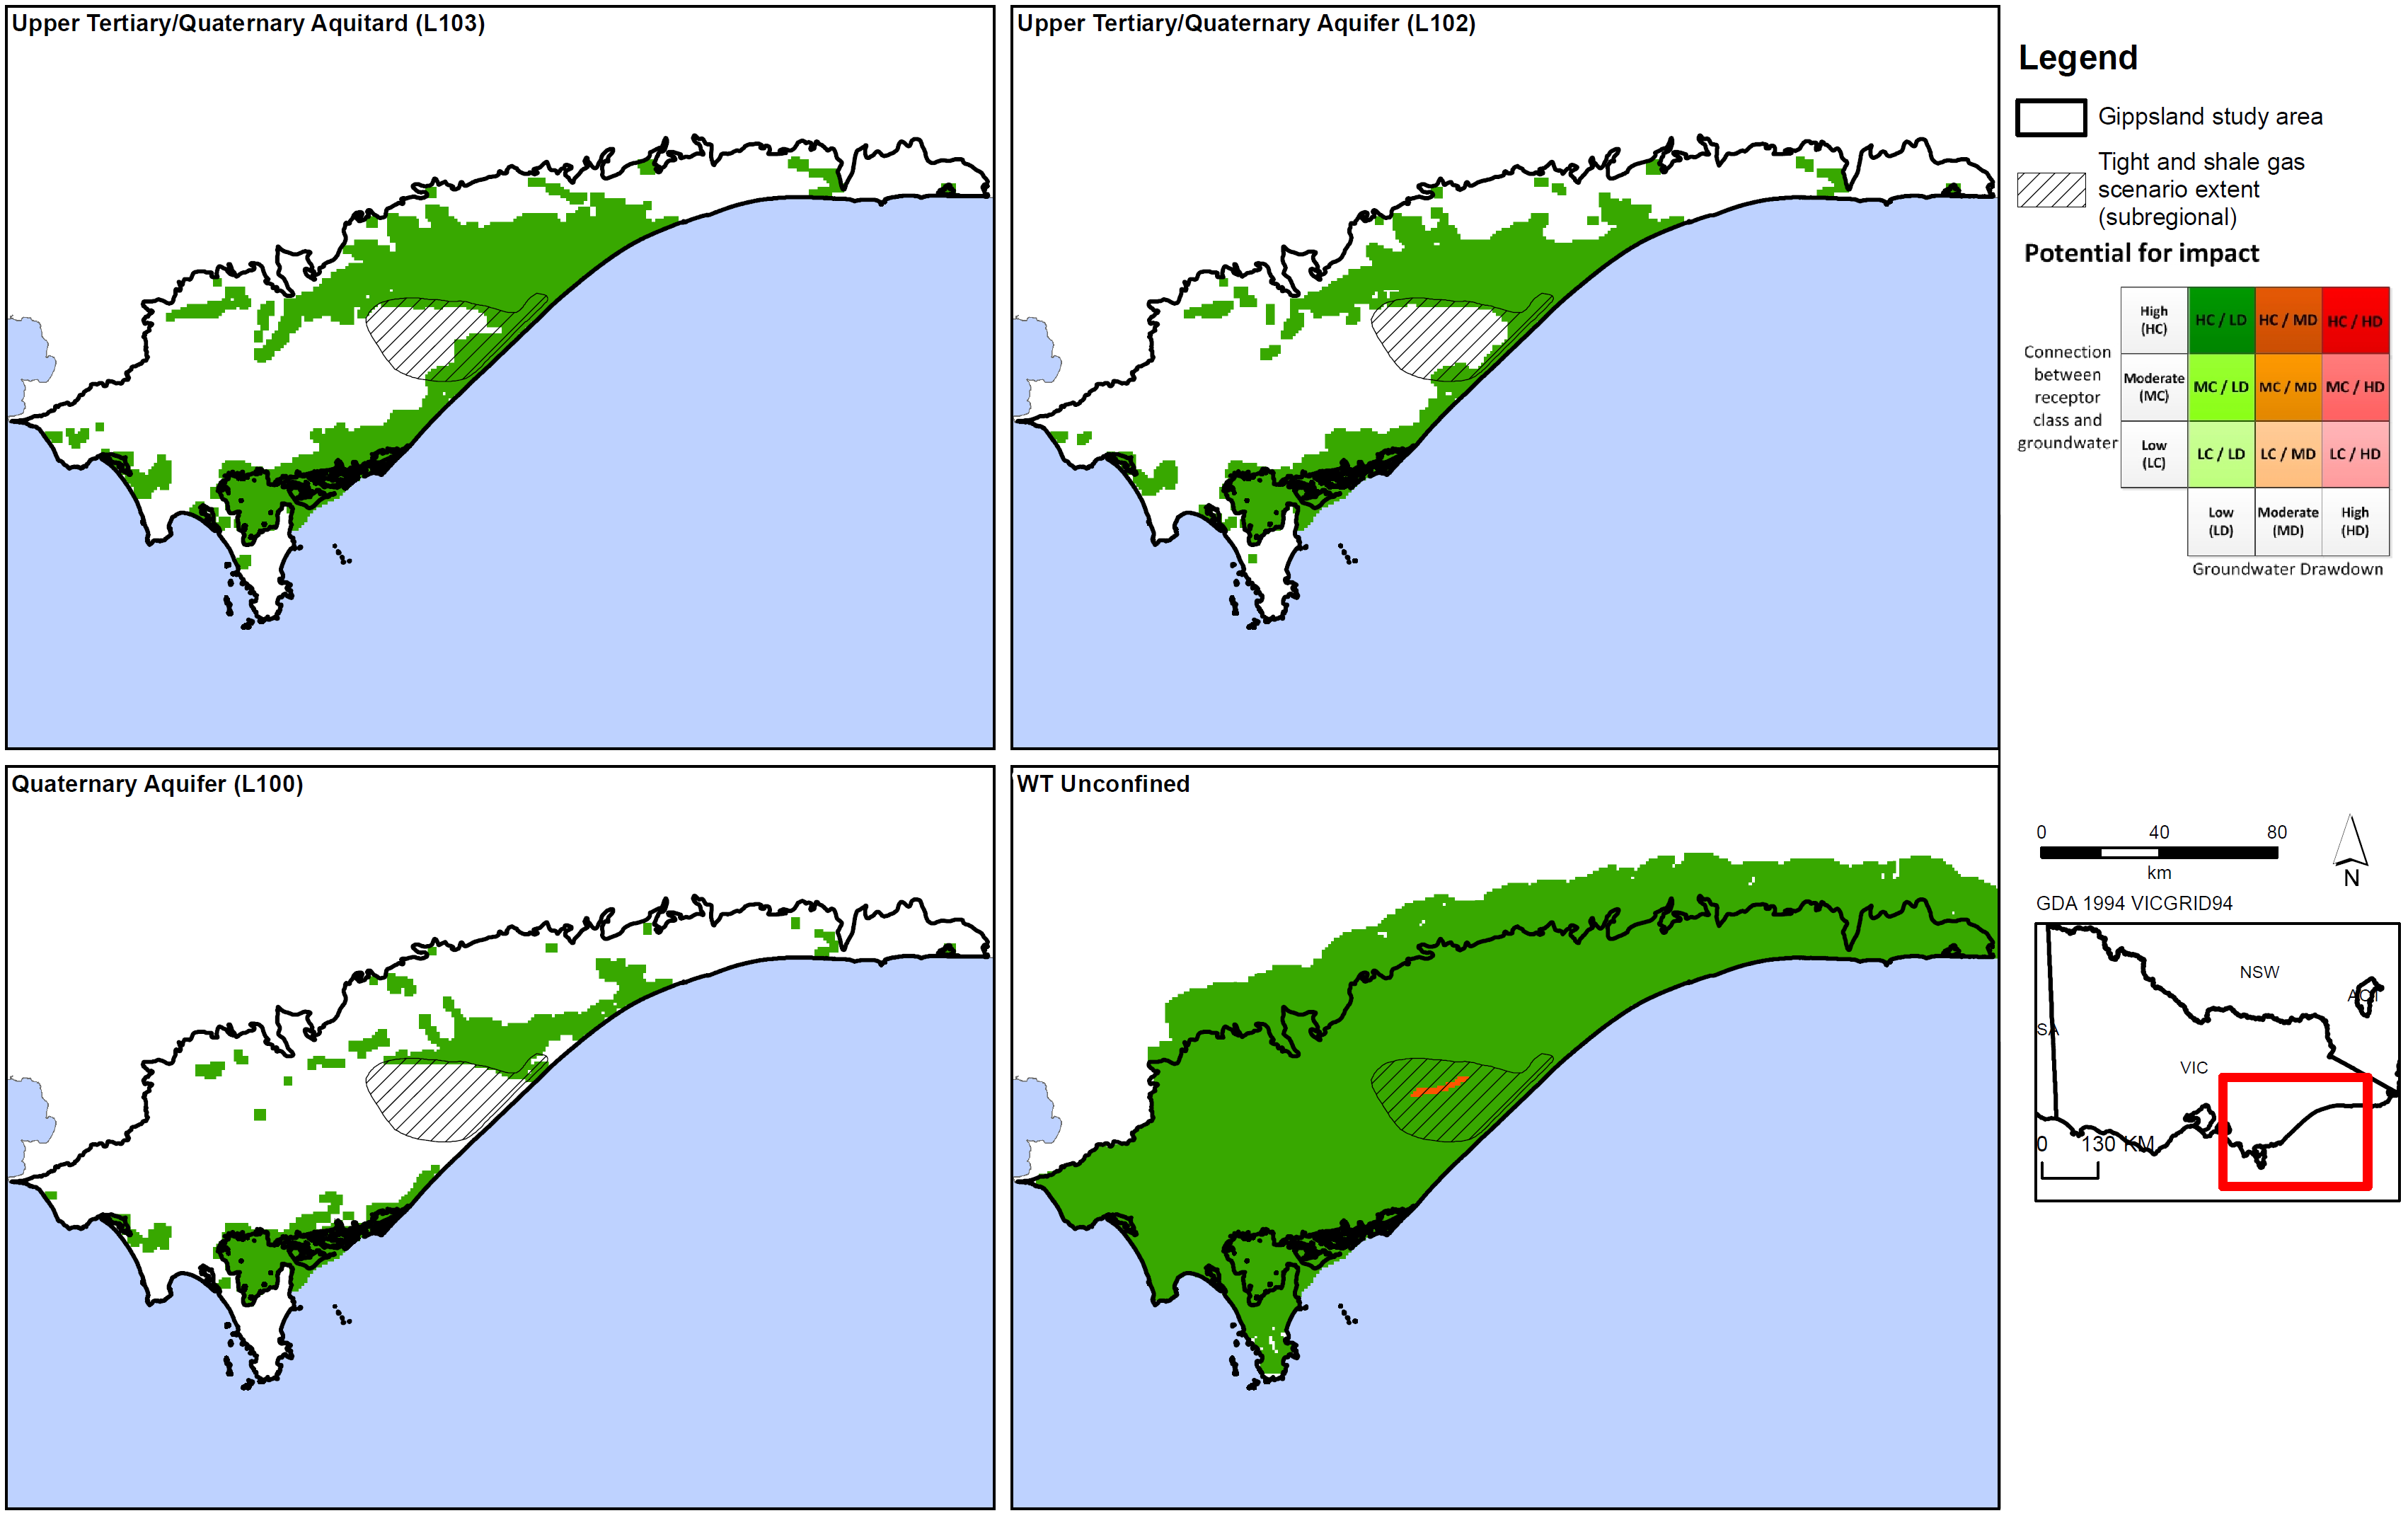 Upper Tertiary/Quaternary Aquitard (L103)
Upper Tertiary/Quaternary Aquifer (L102)
Legend
Gippsland study area
Tight and shale gas
scenario extent
(subregional)
Potential for impact
High
(HC)
HC / LD
HC / MD
HC / HD
Connection
between
receptor
class and
groundwater
Moderate
(MC)
MC / LD
MC / MD
MC / HD
Low
(LC)
LC / LD
LC / MD
LC / HD
Low
(LD)
Moderate
(MD)
High
(HD)
Groundwater Drawdown
Quaternary Aquifer (L100)
WT Unconfined
0 40 80
km
N
GDA 1994 VICGRID94
NSW
ACT
SA
VIC
0 130 KM